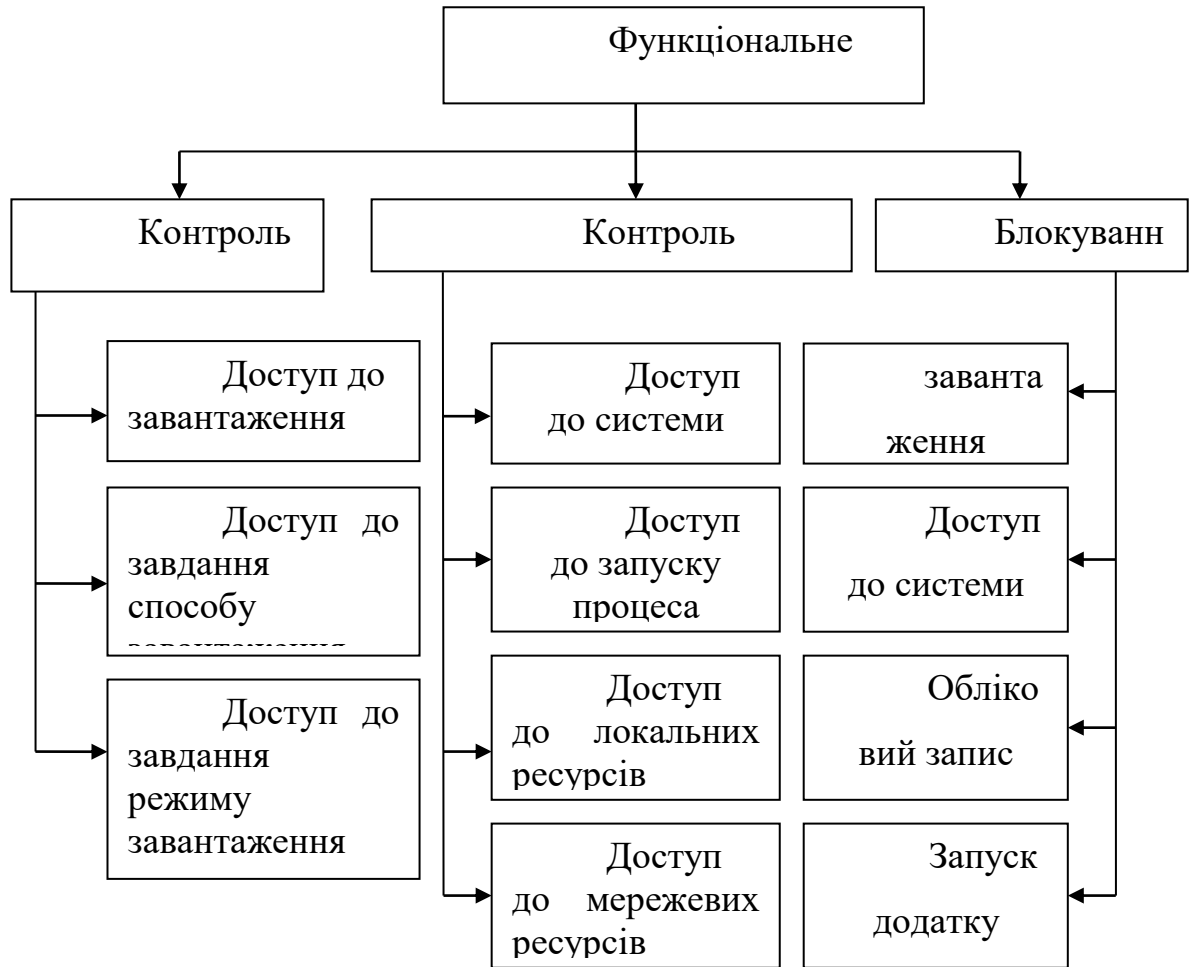 Функціональне
Контроль
Контроль
Блокуванн
Доступ до
завантаження
Доступ до
завдання
способу
Доступ до
завдання
режиму
завантаження
Доступ
до системи
Доступ
до запуску
процеса
Доступ
до локальних
ресурсів
Доступ
до мережевих
ресурсів
заванта
ження
Доступ
до системи
Обліко
вий запис
Запуск
додатку